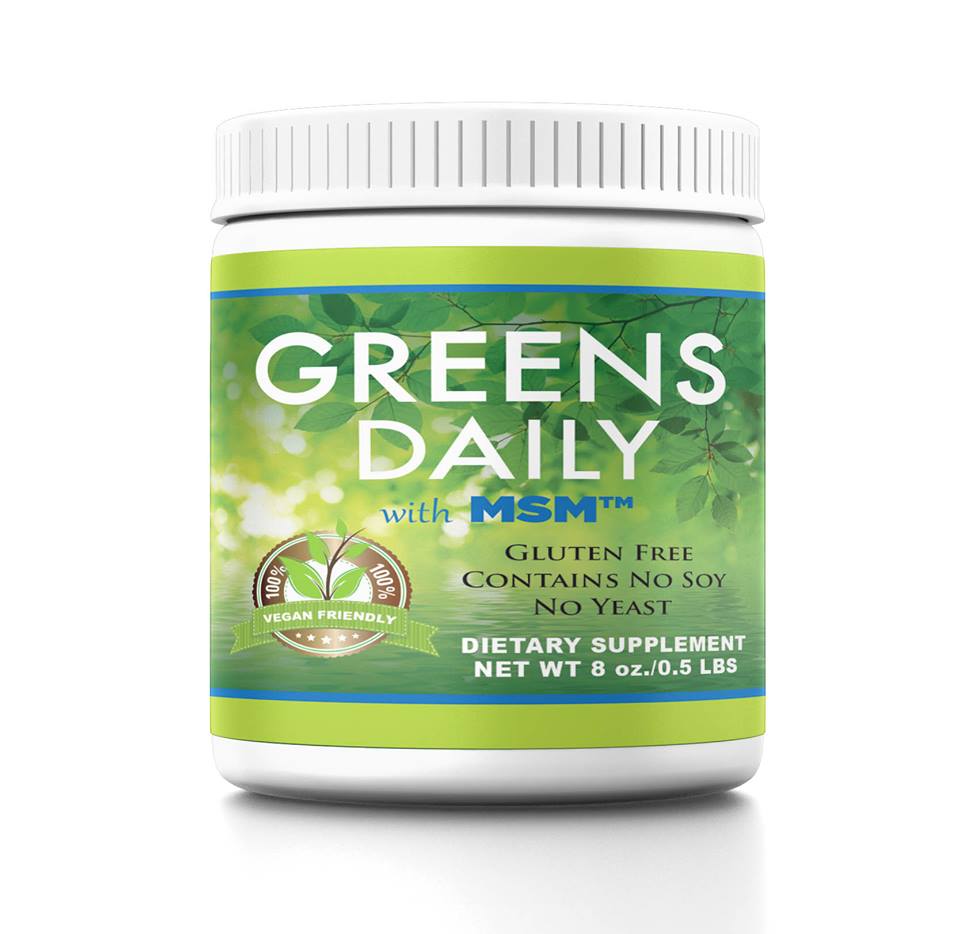 GREENS
DAILY
with MSM™
100% 100%
VEGAN FRIENDLY
GLUTEN FREE
CONTAINS NO SOY
NO YEAST
DIETARY SUPPLEMENT
NET WT 8 oz./0.5 LBS